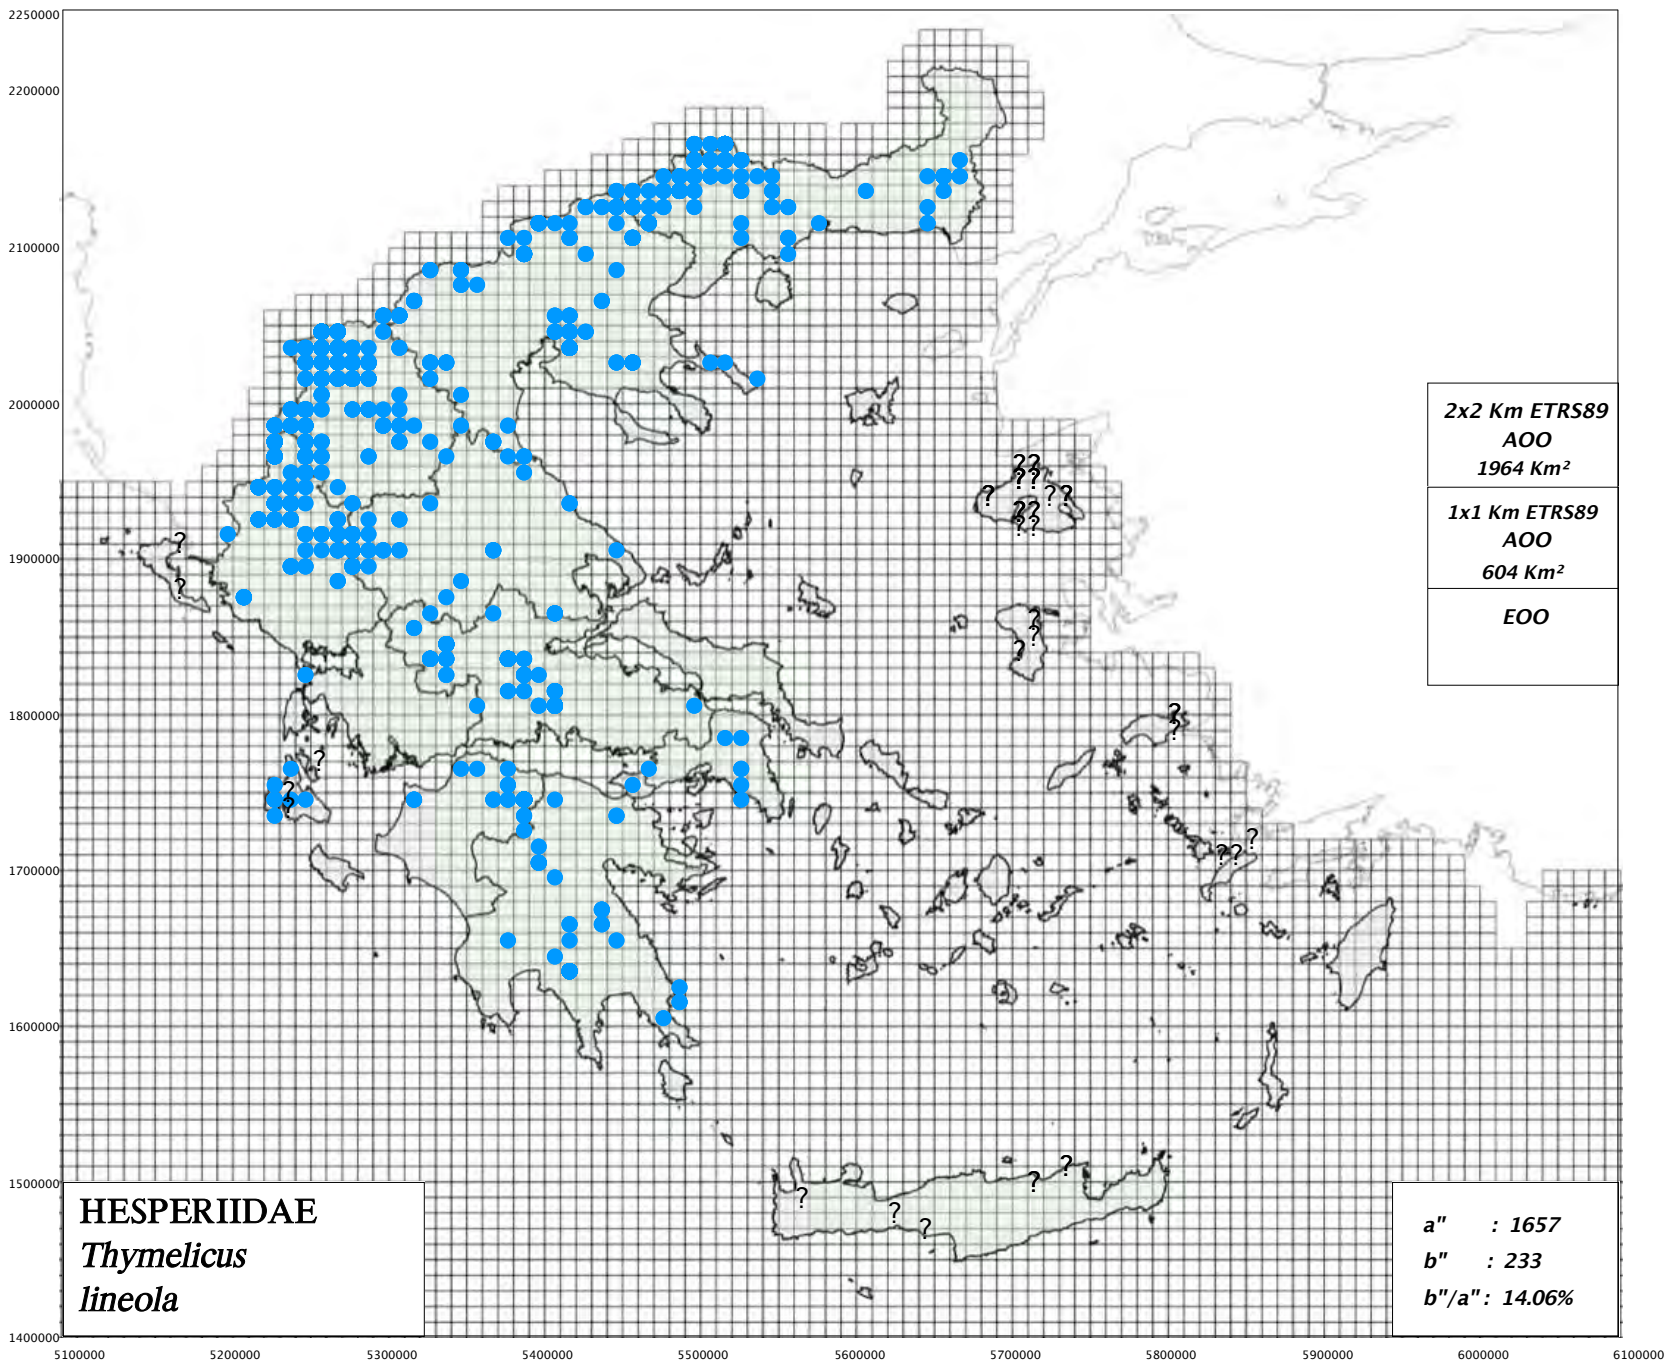 2250000
2200000
2100000
2000000
1900000
1800000
1700000
1600000
1500000
1400000
5100000 5200000 5300000 5400000 5500000 5600000 5700000 5800000 5900000 6000000 6100000
2x2 Km ETRS89
AOO
1964 Km²
1x1 Km ETRS89
AOO
604 Km²
EOO
??
??
? ? ?
??
??
?
?
?
?
?
?
?
?
?
?
?
? ? ?
?
?
?
?
?
HESPERIIDAE
Thymelicus
lineola
a" : 1657
b" : 233
b"/a" : 14.06%